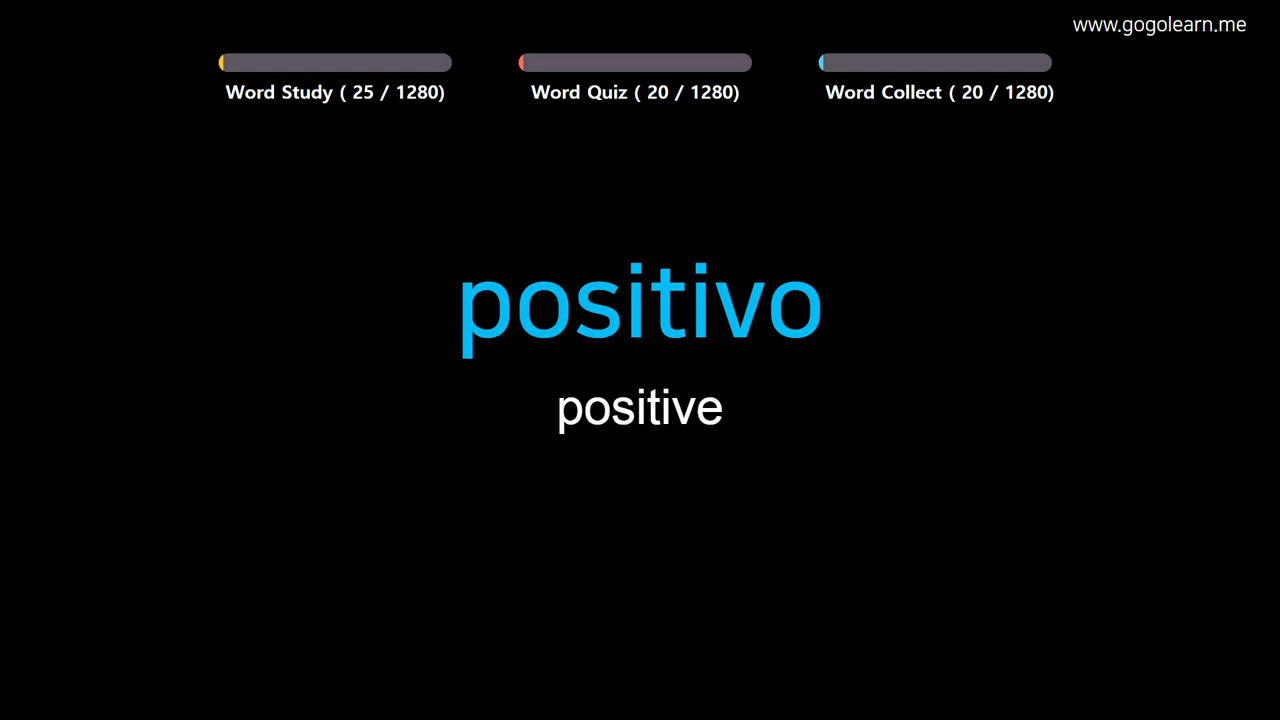 www.gogolearn.me
Word Study ( 25 / 1280)
Word Quiz ( 20 / 1280)
Word Collect ( 20 / 1280)
positivo
positive